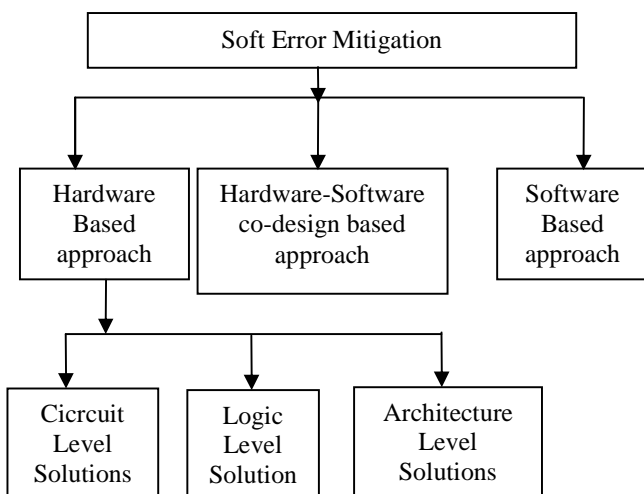 Soft Error Mitigation
Hardware
Based
approach
Hardware-Software
co-design based
approach
Software
Based
approach
Cicrcuit
Level
Solutions
Logic
Level
Solution
Architecture
Level
Solutions